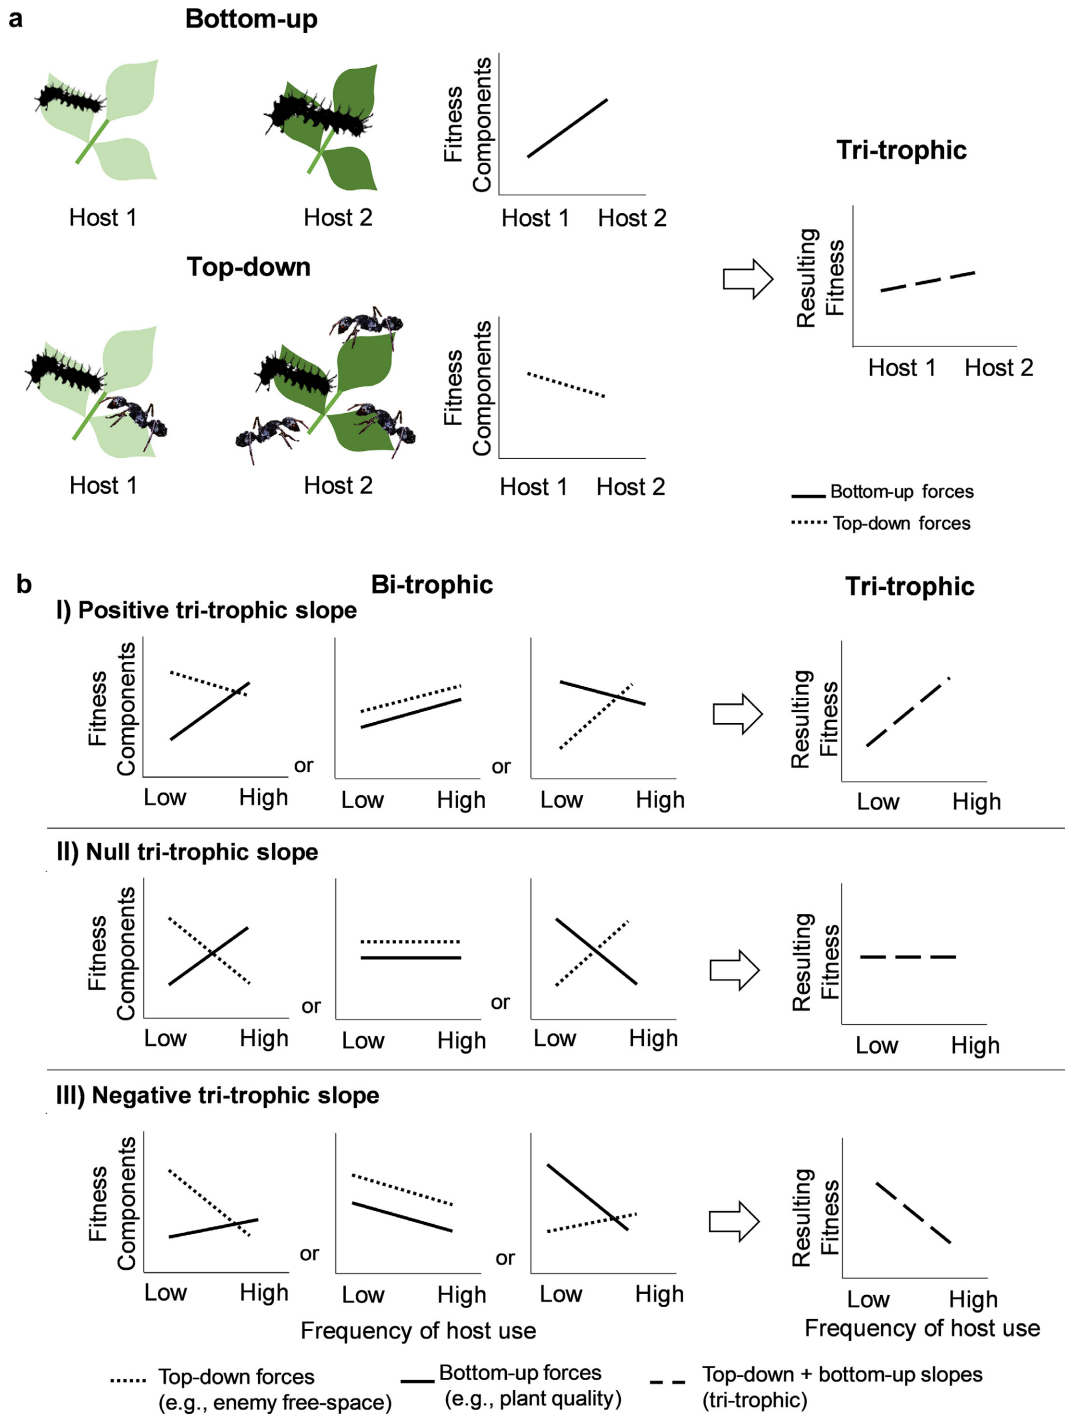 a
Bottom-up
Fitness
Components
Host 1
Host 2
Host 1
Host 2
Top-down
Fitness
Components
Host 1
Host 2
Host 1
Host 2
Tri-trophic
Resulting
Fitness
Host 1
Host 2
Bottom-up forces
Top-down forces
b
Bi-trophic
Tri-trophic
I) Positive tri-trophic slope
Fitness
Components
Low
High
or
Low
High
or
Low
High
Resulting
Fitness
Low
High
II) Null tri-trophic slope
Fitness
Components
Low
High
or
Low
High
or
Low
High
Resulting
Fitness
Low
High
III) Negative tri-trophic slope
Fitness
Components
Low
High
or
Low
High
or
Low
High
Resulting
Fitness
Low
High
Frequency of host use
Frequency of host use
Top-down forces
(e.g., enemy free-space)
Bottom-up forces
(e.g., plant quality)
Top-down + bottom-up slopes
(tri-trophic)